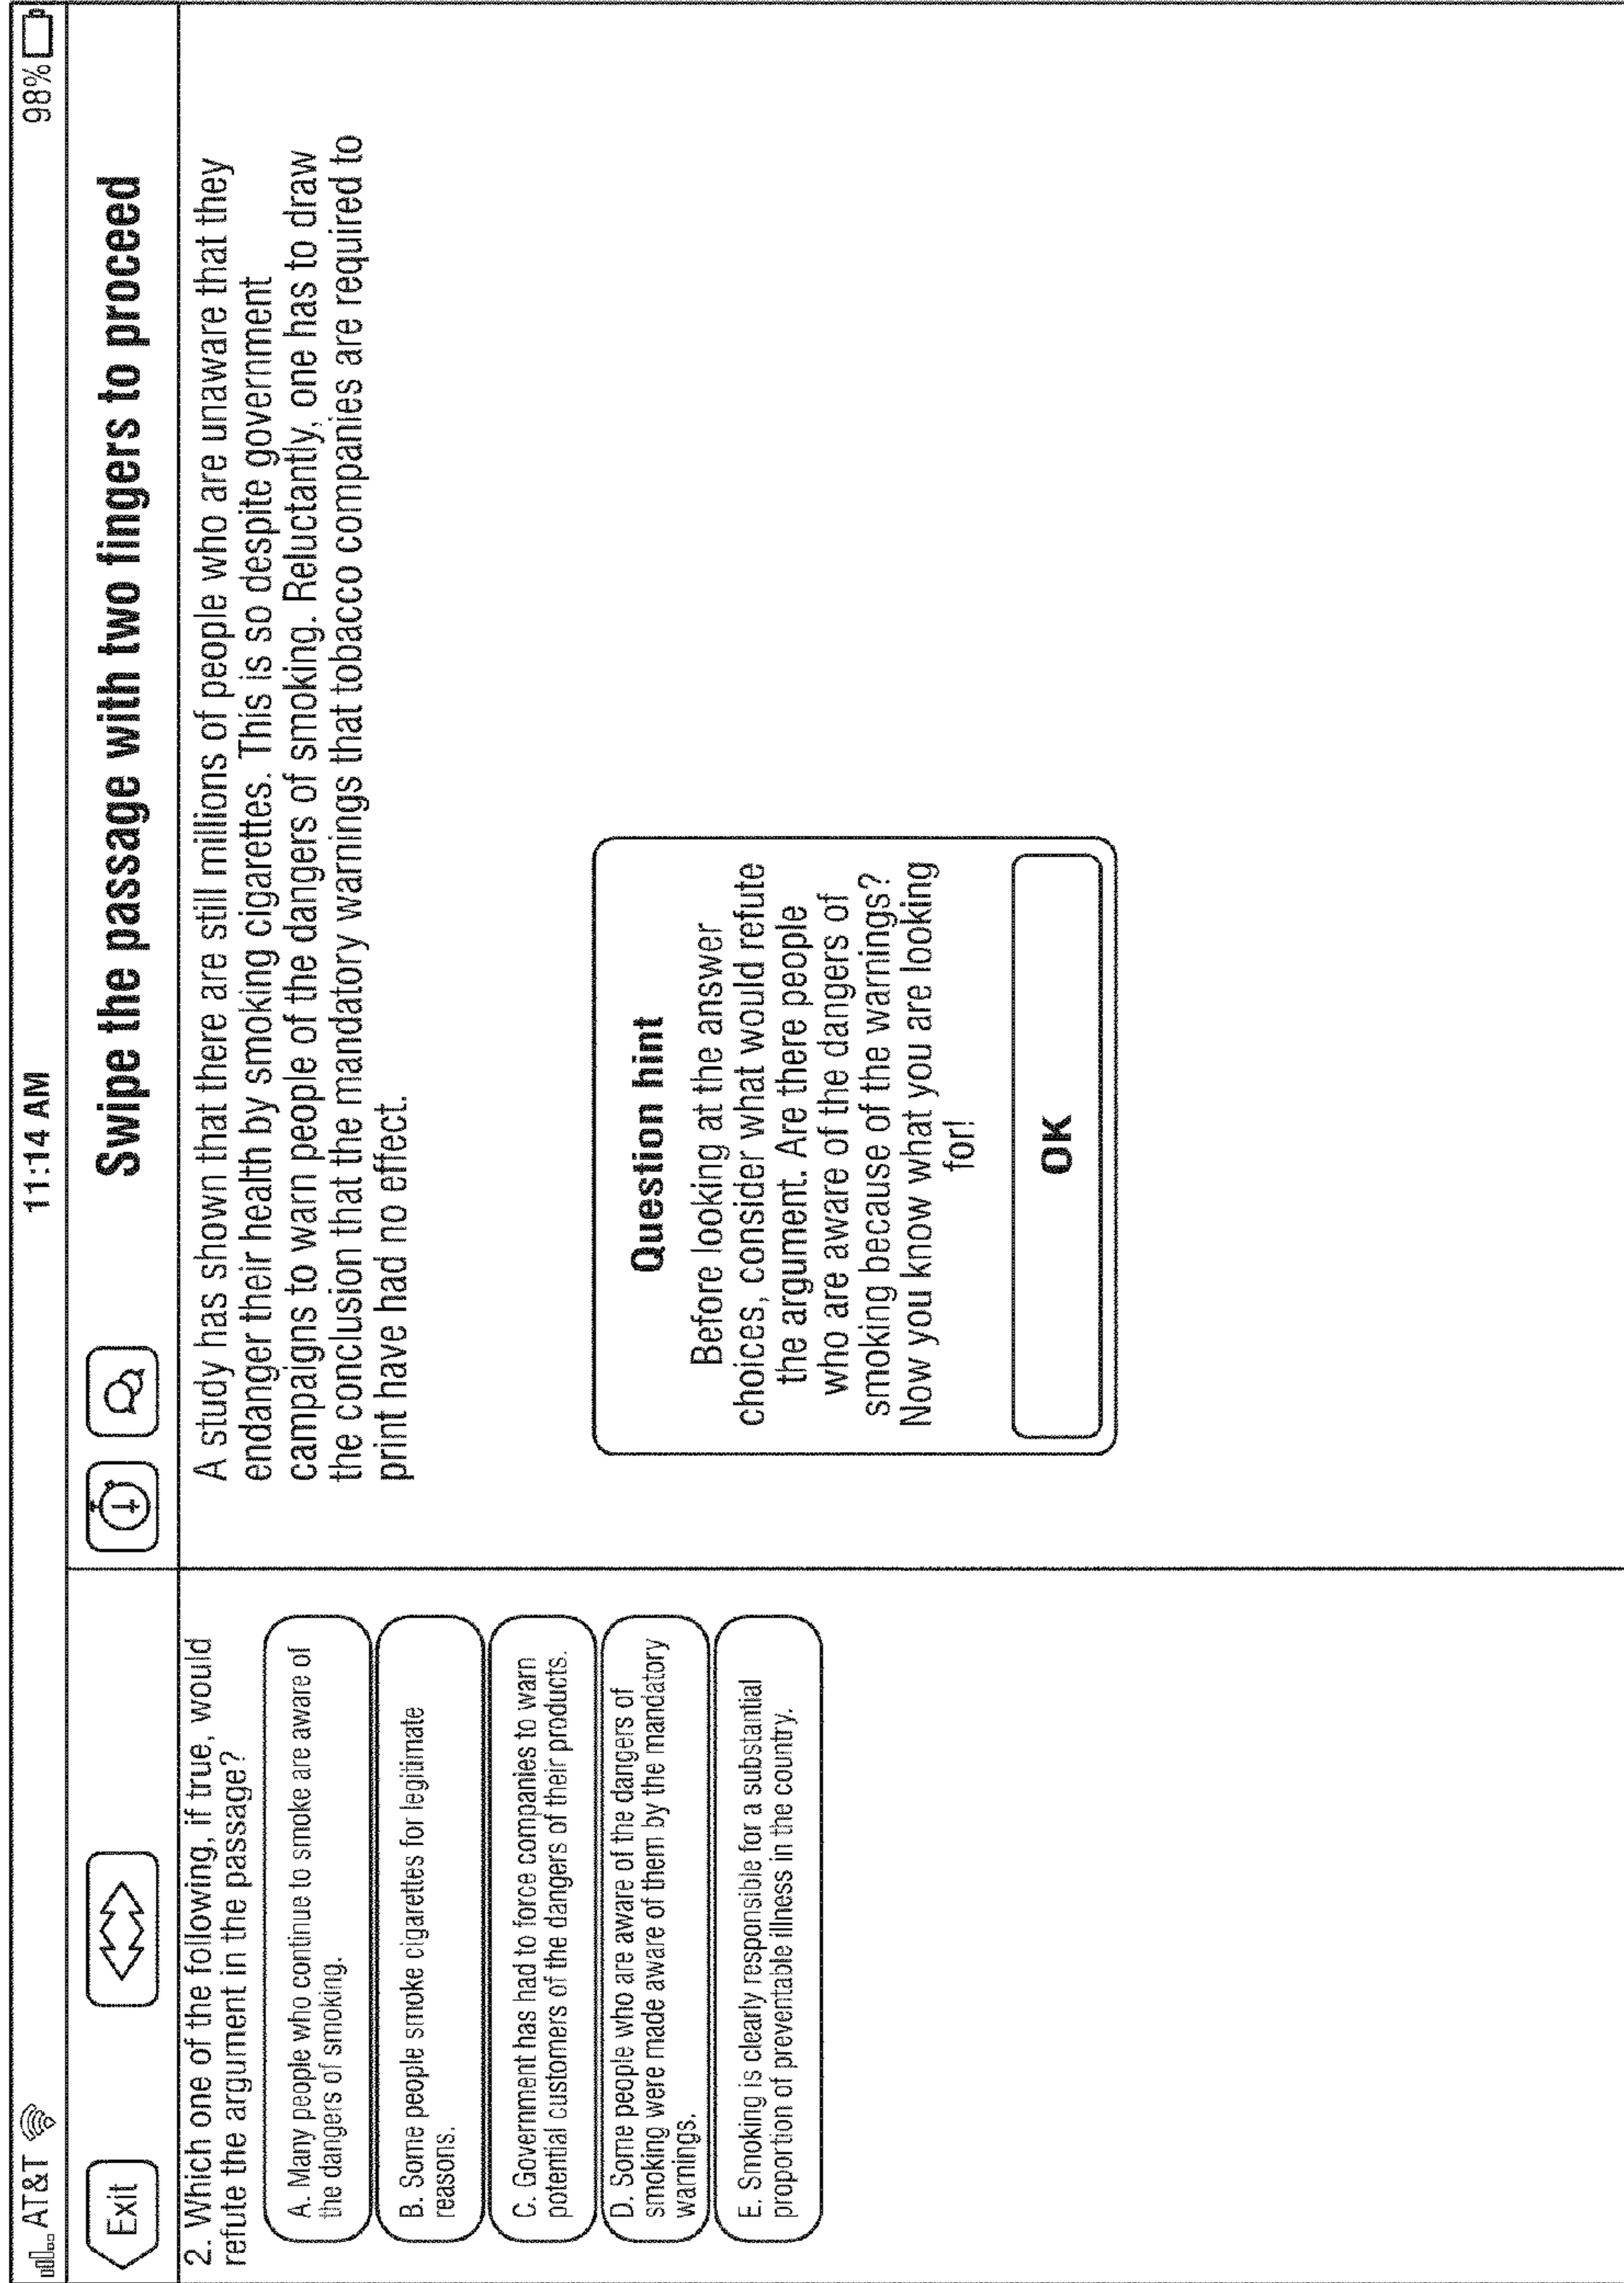 AT&T
11:14 AM
98%
Exit
Swipe the passage with two fingers to proceed
2. Which one of the following, if true, would
refute the argument in the passage?
A. Many people who continue to smoke are aware of
the dangers of smoking.
B. Some people smoke cigarettes for legitimate
reasons.
C. Government has had to force companies to warn
potential customers of the dangers of their products.
D. Some people who are aware of the dangers of
smoking were made aware of them by the mandatory
warnings.
E. Smoking is clearly responsible for a substantial
proportion of preventable illness in the country.
A study has shown that there are still millions of people who are unaware that they
endanger their health by smoking cigarettes. This is so despite government
campaigns to warn people of the dangers of smoking. Reluctantly, one has to draw
the conclusion that the mandatory warnings that tobacco companies are required to
print have had no effect.
Question hint
Before looking at the answer
choices, consider what would refute
the argument. Are there people
who are aware of the dangers of
smoking because of the warnings?
Now you know what you are looking
for!
OK